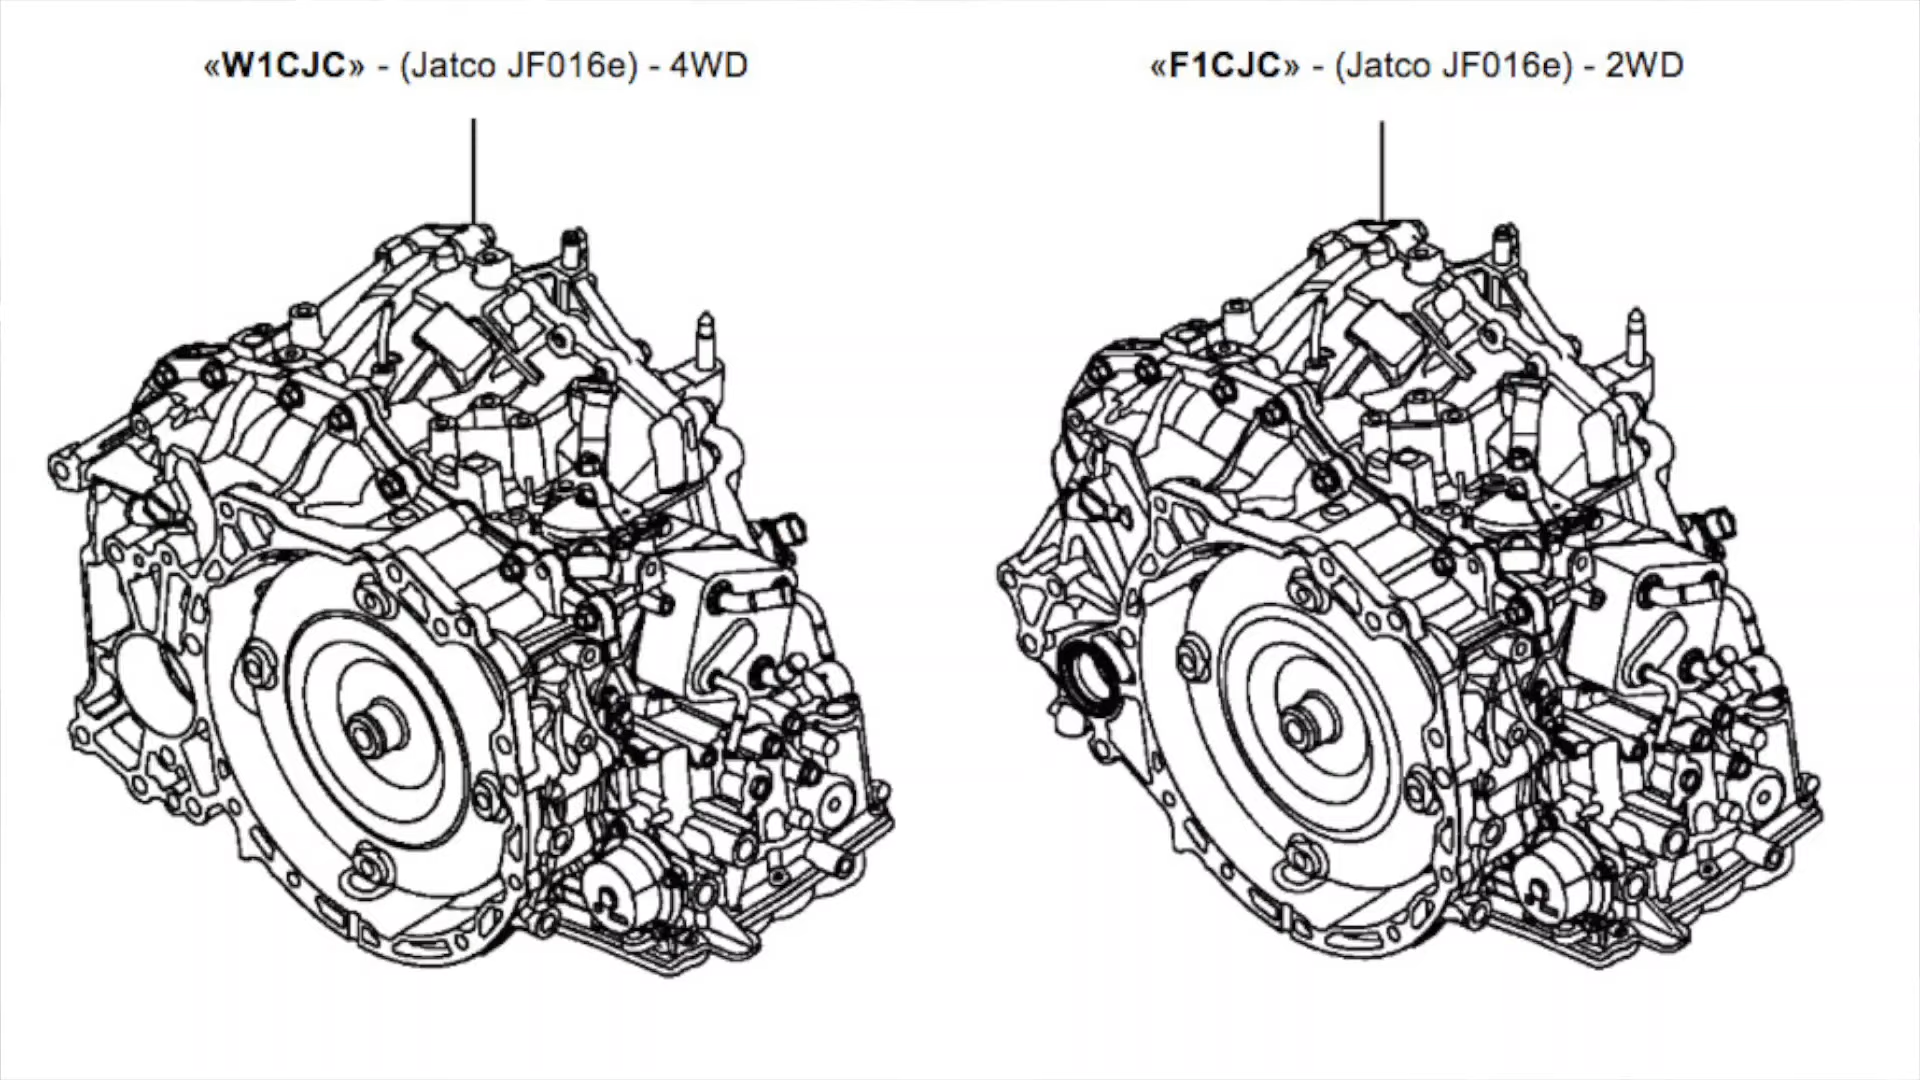 «W1CJC» - (Jatco JF016e) - 4WD
«F1CJC» - (Jatco JF016e) - 2WD